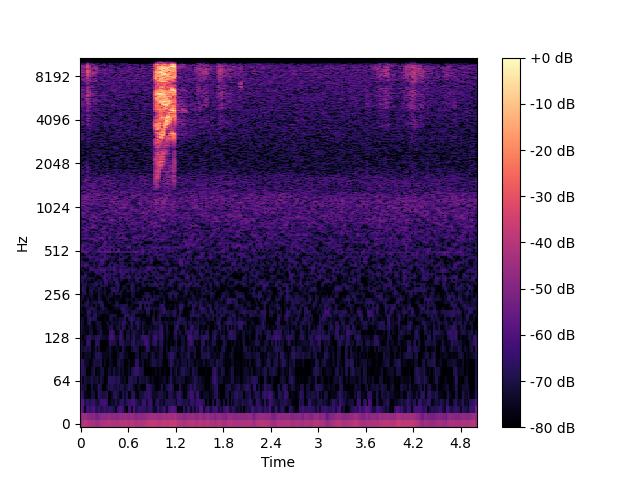 8192
4096
2048
1024
512
256
128
64
0
Hz
0 0.6 1.2 1.8 2.4 3 3.6 4.2 4.8
Time
+0 dB
-10 dB
-20 dB
-30 dB
-40 dB
-50 dB
-60 dB
-70 dB
-80 dB